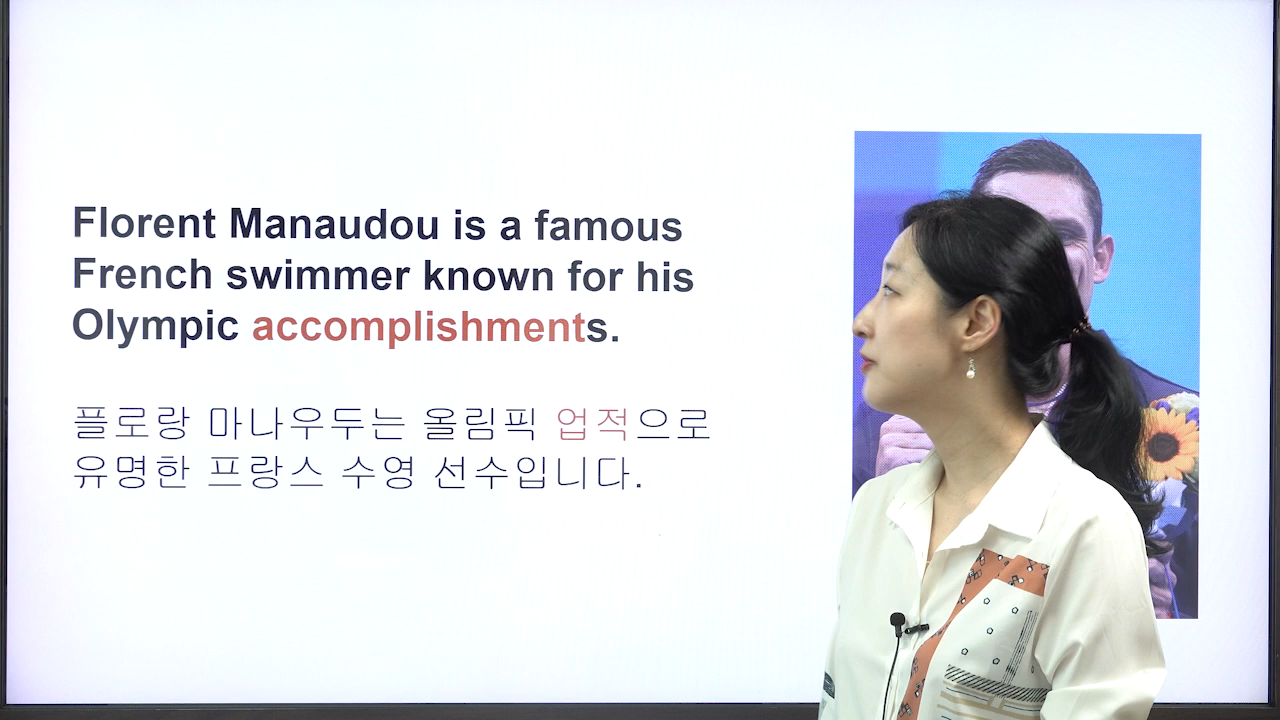 Florent Manaudou is a famous
French swimmer known for his
Olympic accomplishments.
플로랑 마나우두는 올림픽 업적으로
유명한 프랑스 수영 선수입니다.